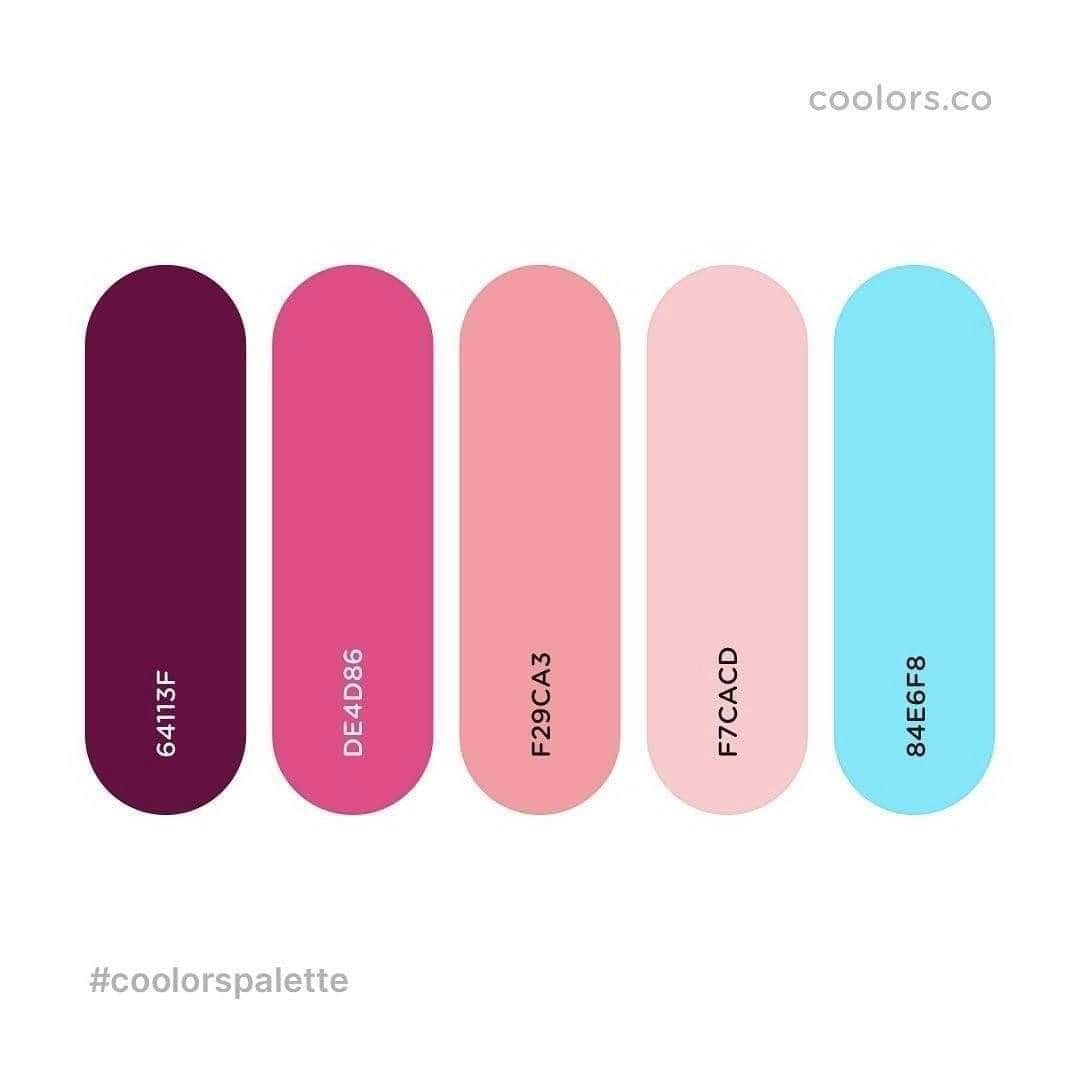 coolors.co
64113F
DE4D86
F29CA3
F7CACD
84E6F8
#coolorspalette